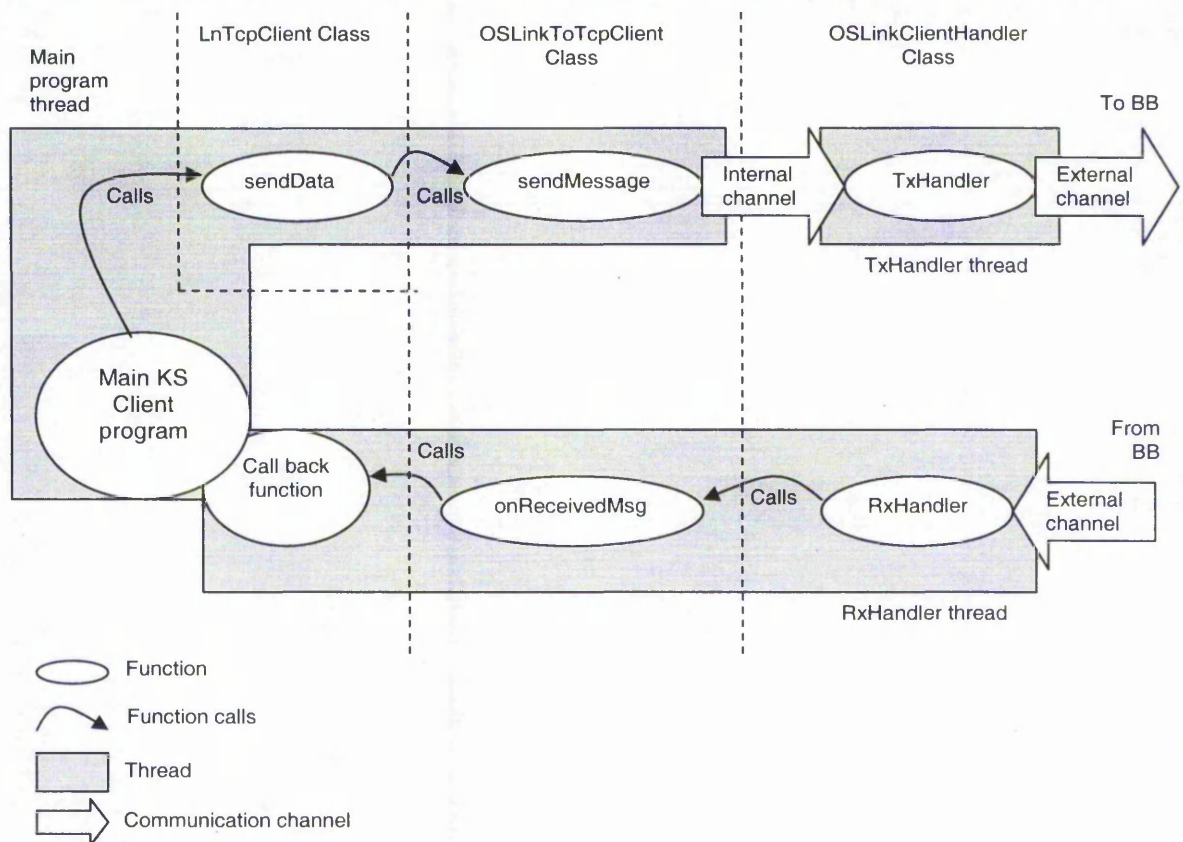 LnTcpClient Class
OSLinkToTcpClient
Class
OSLinkClientHandler
Class
Main
program
thread
To BB
Calls
sendData
Calls
sendMessage
Internal
channel
TxHandler
External
channel
TxHandler thread
Main KS
Client
program
Call back
function
Calls
onReceivedMsg
Calls
RxHandler
From
BB
External
channel
RxHandler thread
Function
Function calls
Thread
Communication channel